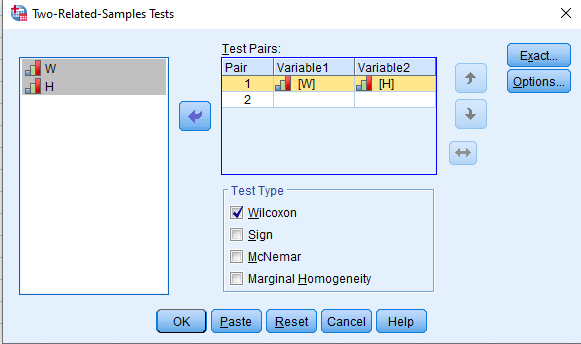 Two-Related-Samples Tests
W
H
Test Pairs:
Pair Variable1 Variable2
1 [W] [H]
2
Exact...
Options...
Test Type
Wilcoxon
Sign
McNemar
Marginal Homogeneity
OK Paste Reset Cancel Help